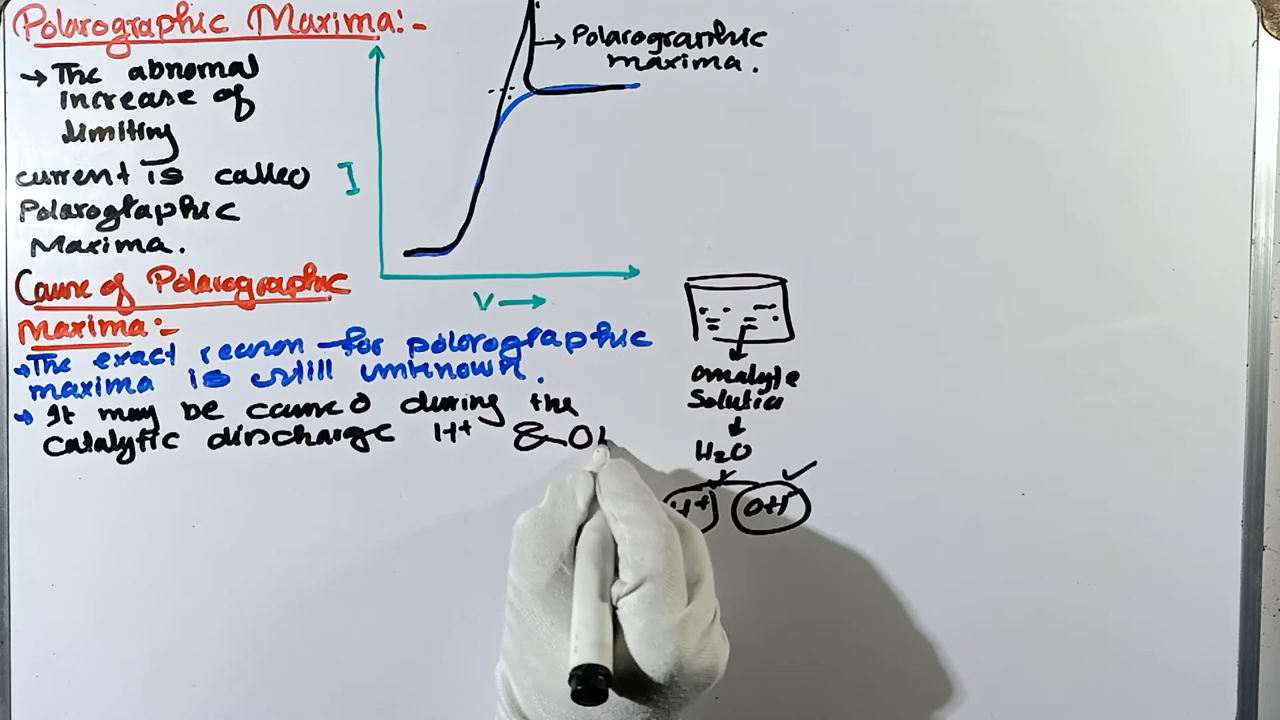 Polarographic Maxima:-
→ The abnomal
increase of
limiting
current is called
Polarographic
Maxima.
I
V →
→ Polarographic
maxima.
Cause of Polarographic
Maxima:-
→ The exact reason for polorographic
maxima is still unknown.
→ It may be caused during the
catalytic discharge H+ & OH
analyte
Solution
H₂O
H+ OH-